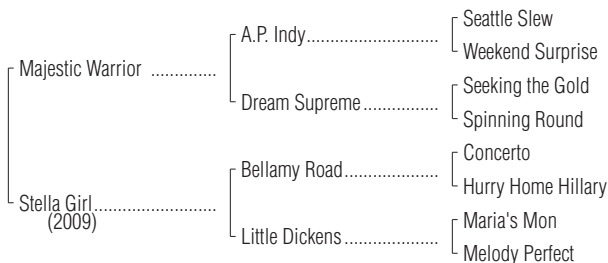 Seattle Slew
A.P. Indy
Weekend Surprise
Majestic Warrior
Seeking the Gold
Dream Supreme
Spinning Round
Concerto
Bellamy Road
Hurry Home Hillary
Stella Girl
(2009)
Maria's Mon
Little Dickens
Melody Perfect